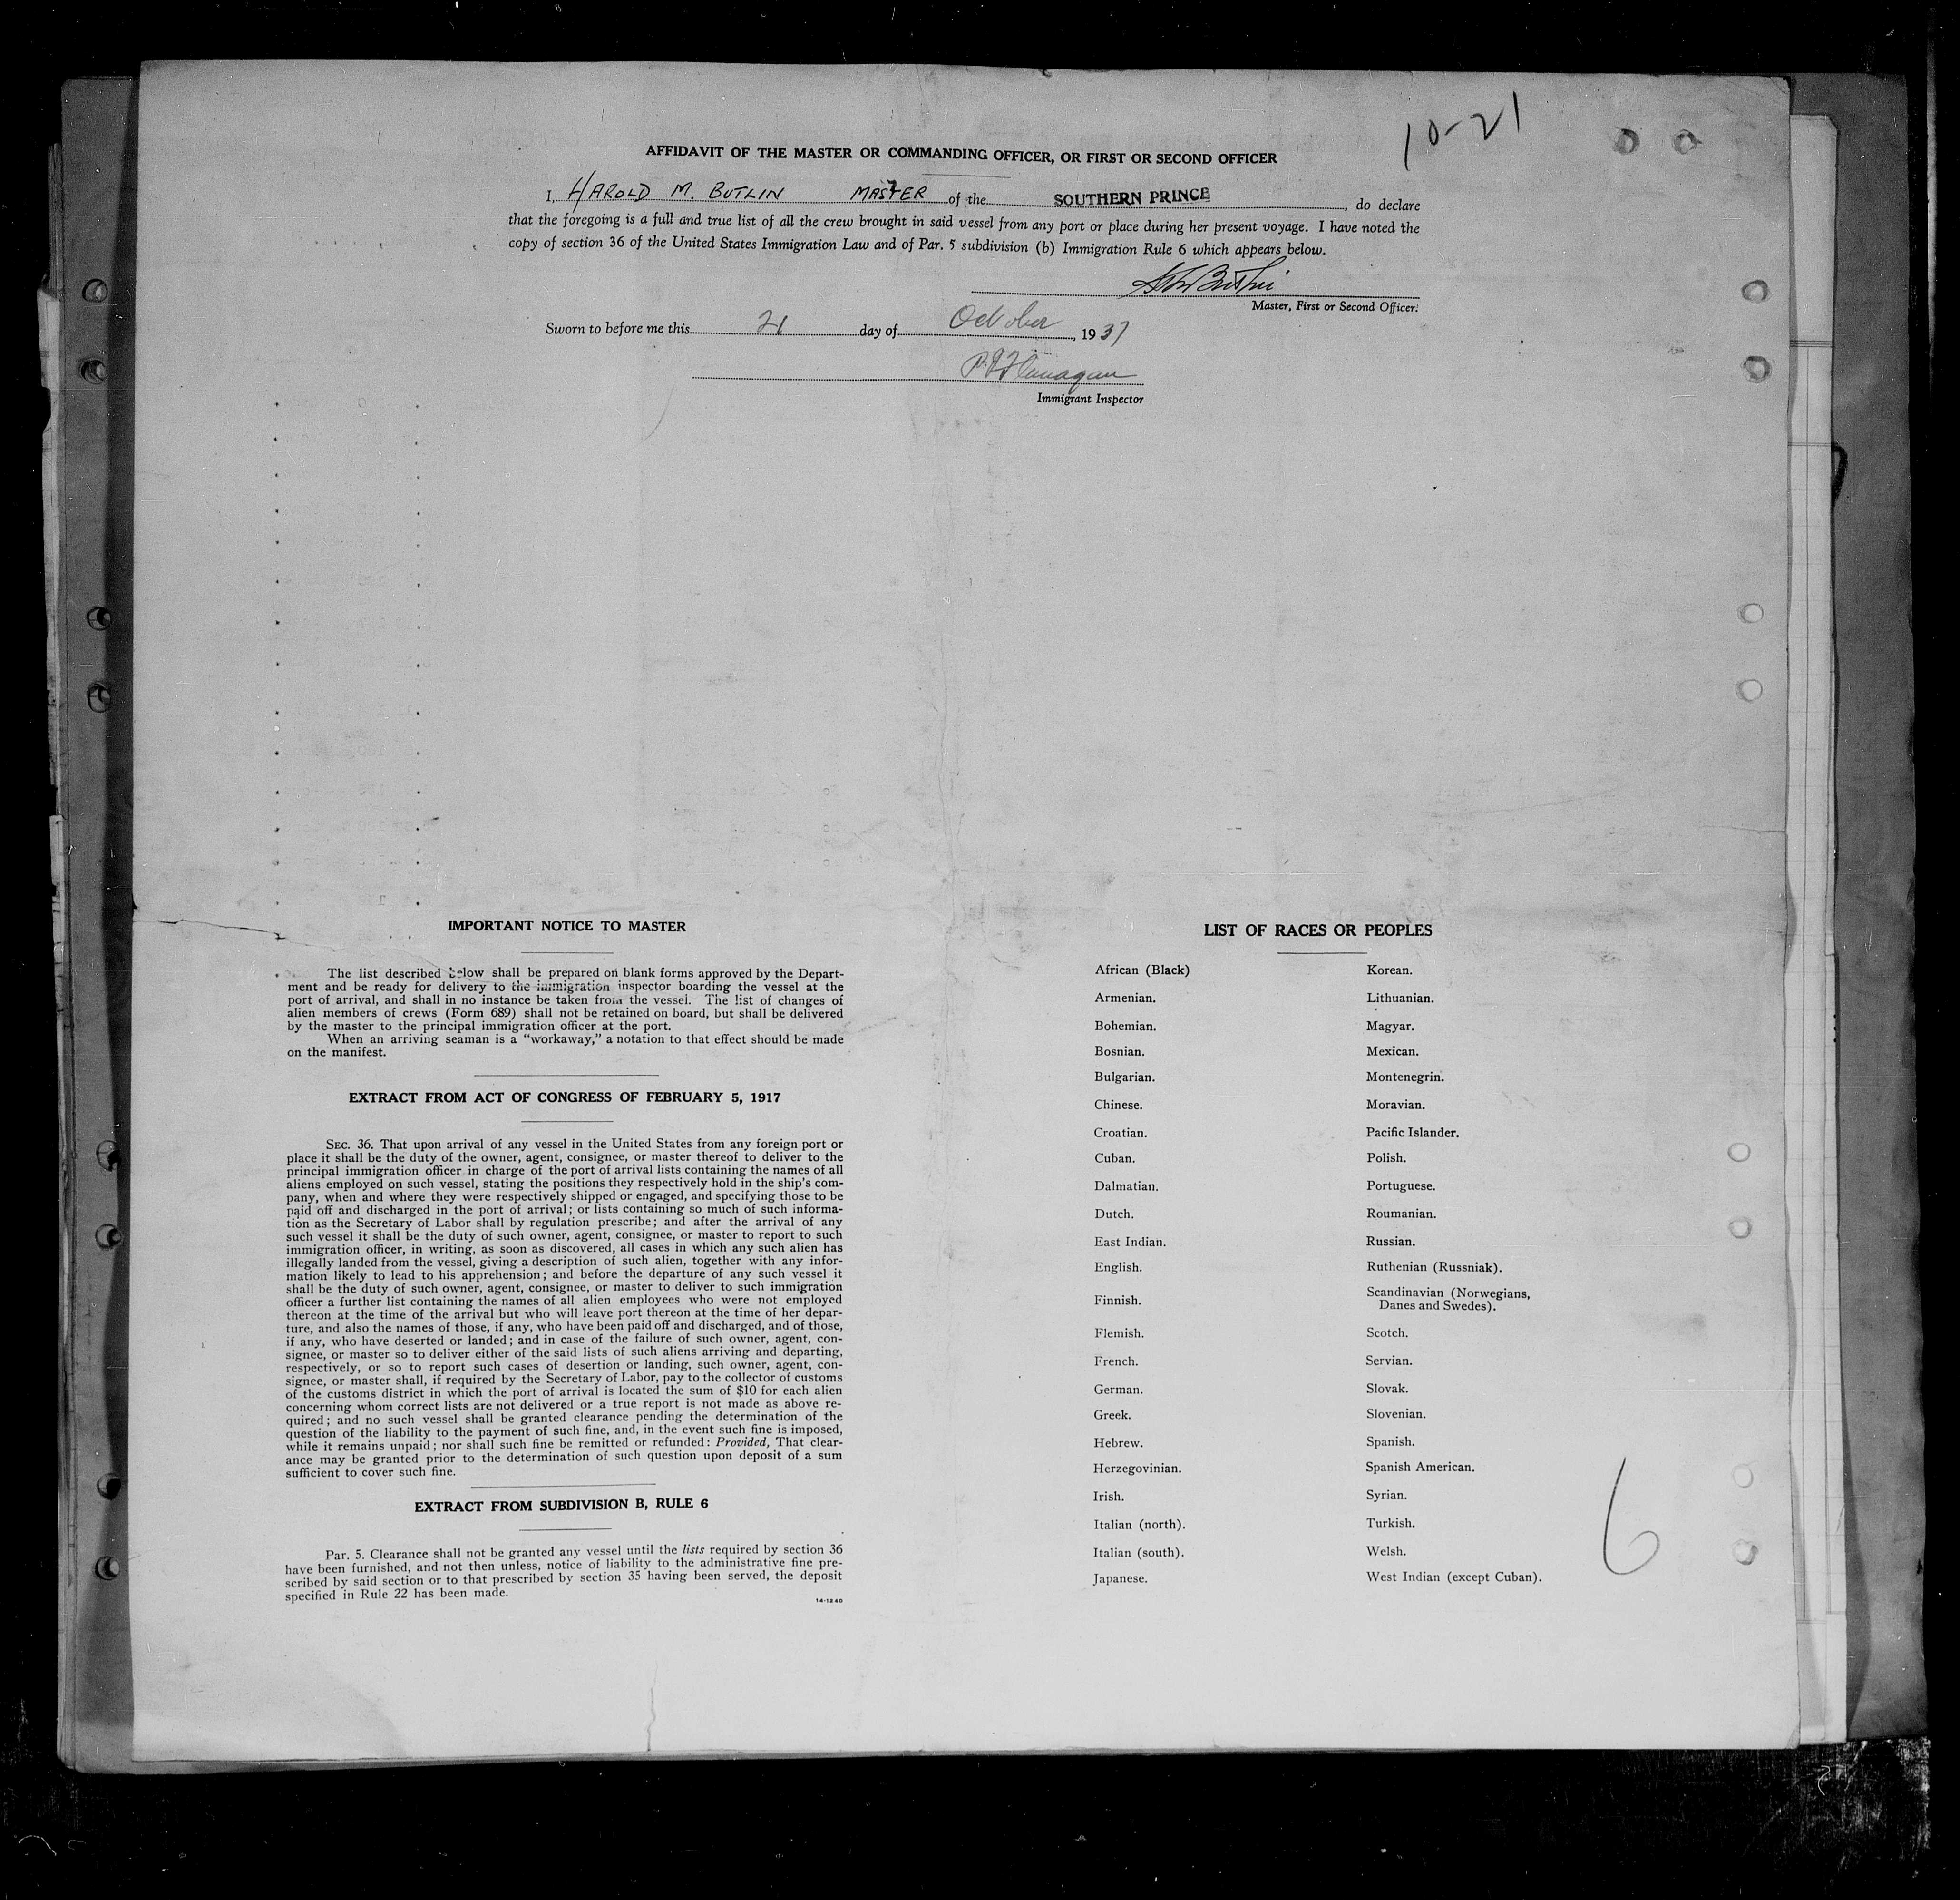 10-21
AFFIDAVIT OF THE MASTER OR COMMANDING OFFICER, OR FIRST OR SECOND OFFICER
I, HAROLD M. BUTLIN MASTER of the SOUTHERN PRINCE, do declare
that the foregoing is a full and true list of all the crew brought in said vessel from any port or place during her present voyage. I have noted the
copy of section 36 of the United States Immigration Law and of Par. 5 subdivision (b) Immigration Rule 6 which appears below.
Master, First or Second Officer.
Sworn to before me this 21 day of October, 1937
Flanagan
Immigrant Inspector
IMPORTANT NOTICE TO MASTER
The list described below shall be prepared on blank forms approved by the Depart-
ment and be ready for delivery to the immigration inspector boarding the vessel at the
port of arrival, and shall in no instance be taken from the vessel. The list of changes of
alien members of crews (Form 689) shall not be retained on board, but shall be delivered
by the master to the principal immigration officer at the port.
When an arriving seaman is a "workaway," a notation to that effect should be made
on the manifest.
EXTRACT FROM ACT OF CONGRESS OF FEBRUARY 5, 1917
SEC. 36. That upon arrival of any vessel in the United States from any foreign port or
place it shall be the duty of the owner, agent, consignee, or master thereof to deliver to the
principal immigration officer in charge of the port of arrival lists containing the names of all
aliens employed on such vessel, stating the positions they respectively hold in the ship's com-
pany, when and where they were respectively shipped or engaged, and specifying those to be
paid off and discharged in the port of arrival; or lists containing so much of such informa-
tion as the Secretary of Labor shall by regulation prescribe; and after the arrival of any
such vessel it shall be the duty of such owner, agent, consignee, or master to report to such
immigration officer, in writing, as soon as discovered, all cases in which any such alien has
illegally landed from the vessel, giving a description of such alien, together with any infor-
mation likely to lead to his apprehension; and before the departure of any such vessel it
shall be the duty of such owner, agent, consignee, or master to deliver to such immigration
officer a further list containing the names of all alien employees who were not employed
thereon at the time of the arrival but who will leave port thereon at the time of her depar-
ture, and also the names of those, if any, who have been paid off and discharged, and of those,
if any, who have deserted or landed; and in case of the failure of such owner, agent, con-
signee, or master so to deliver either of the said lists of such aliens arriving and departing,
respectively, or so to report such cases of desertion or landing, such owner, agent, con-
signee, or master shall, if required by the Secretary of Labor, pay to the collector of customs
of the customs district in which the port of arrival is located the sum of $10 for each alien
concerning whom correct lists are not delivered or a true report is not made as above re-
quired; and no such vessel shall be granted clearance pending the determination of the
question of the liability to the payment of such fine, and, in the event such fine is imposed,
while it remains unpaid; nor shall such fine be remitted or refunded: Provided, That clear-
ance may be granted prior to the determination of such question upon deposit of a sum
sufficient to cover such fine.
EXTRACT FROM SUBDIVISION B, RULE 6
Par. 5. Clearance shall not be granted any vessel until the lists required by section 36
have been furnished, and not then unless, notice of liability to the administrative fine pre-
scribed by said section or to that prescribed by section 35 having been served, the deposit
specified in Rule 22 has been made.
14-1240
LIST OF RACES OR PEOPLES
African (Black)
Armenian.
Bohemian.
Bosnian.
Bulgarian.
Chinese.
Croatian.
Cuban.
Dalmatian.
Dutch.
East Indian.
English.
Finnish.
Flemish.
French.
German.
Greek.
Hebrew.
Herzegovinian.
Irish.
Italian (north).
Italian (south).
Japanese.
Korean.
Lithuanian.
Magyar.
Mexican.
Montenegrin.
Moravian.
Pacific Islander.
Polish.
Portuguese.
Roumanian.
Russian.
Ruthenian (Russniak).
Scandinavian (Norwegians,
Danes and Swedes).
Scotch.
Servian.
Slovak.
Slovenian.
Spanish.
Spanish American.
Syrian.
Turkish.
Welsh.
West Indian (except Cuban).
6